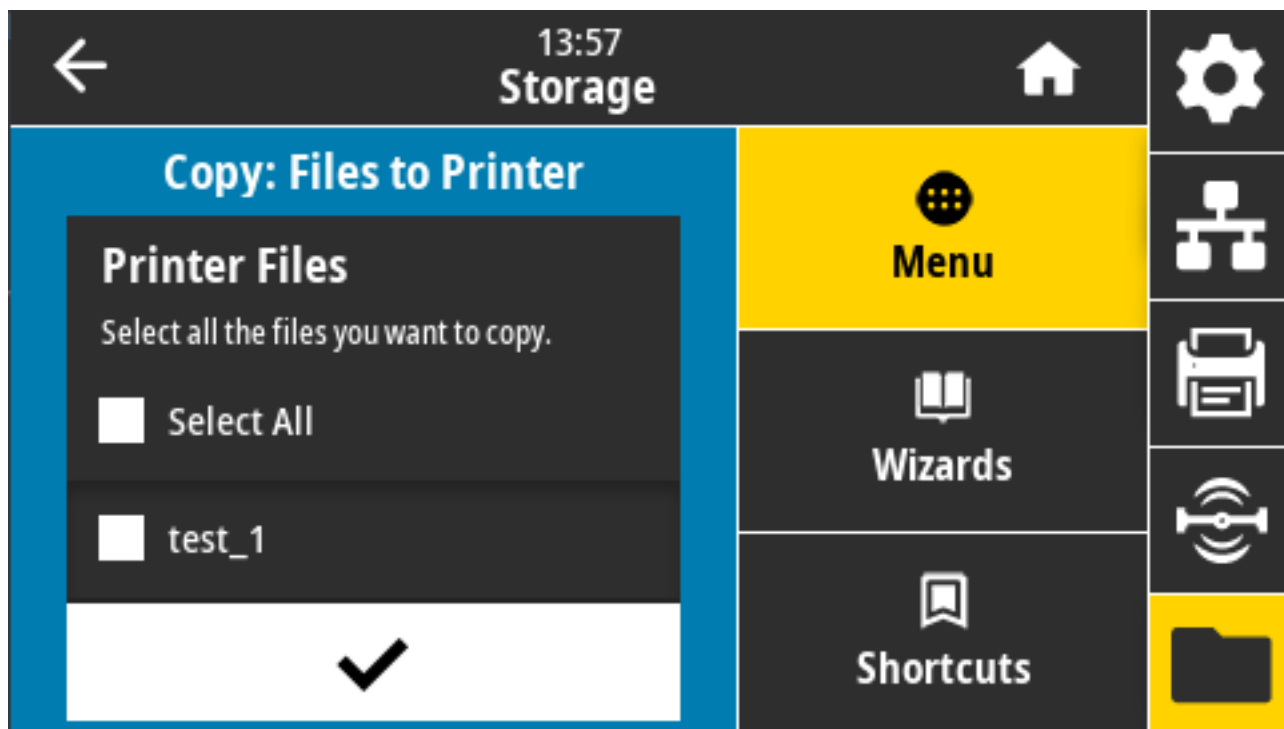 13:57
Storage
Copy: Files to Printer
Printer Files
Select all the files you want to copy.
Select All
test_1
Menu
Wizards
Shortcuts